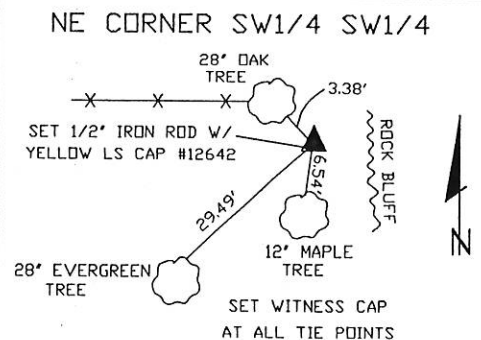 NE CORNER SW1/4 SW1/4
28" OAK
TREE
3.38'
X X X
SET 1/2" IRON ROD W/
YELLOW LS CAP #12642
6.54'
ROCK BLUFF
29.49'
N
28" EVERGREEN
TREE
12" MAPLE
TREE
SET WITNESS CAP
AT ALL TIE POINTS